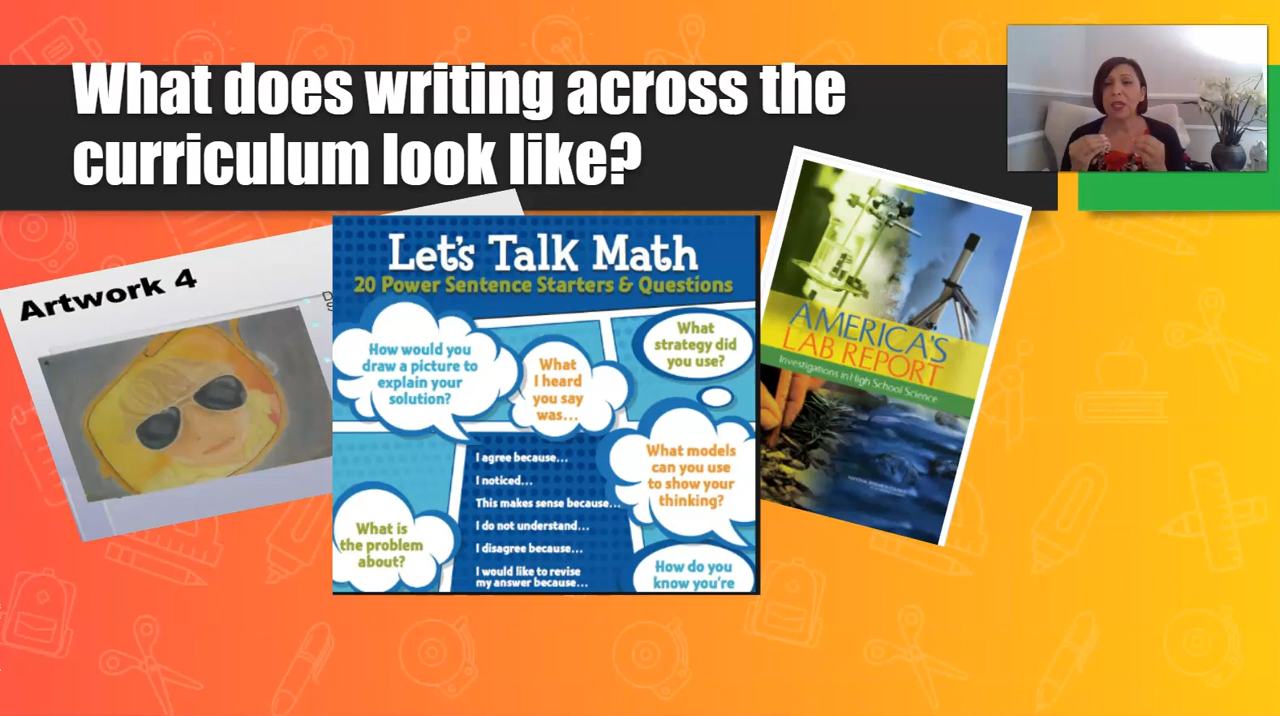 What does writing across the
curriculum look like?
Artwork 4
Let's Talk Math
20 Power Sentence Starters & Questions
How would you
draw a picture to
explain your
solution?
What
I heard
you say
was...
What
strategy did
you use?
What models
can you use
to show your
thinking?
I agree because...
I noticed...
This makes sense because...
I do not understand...
I disagree because...
I would like to revise
my answer because...
What is
the problem
about?
How do you
know you're
AMERICA'S
LAB REPORT
Investigations in High School Science